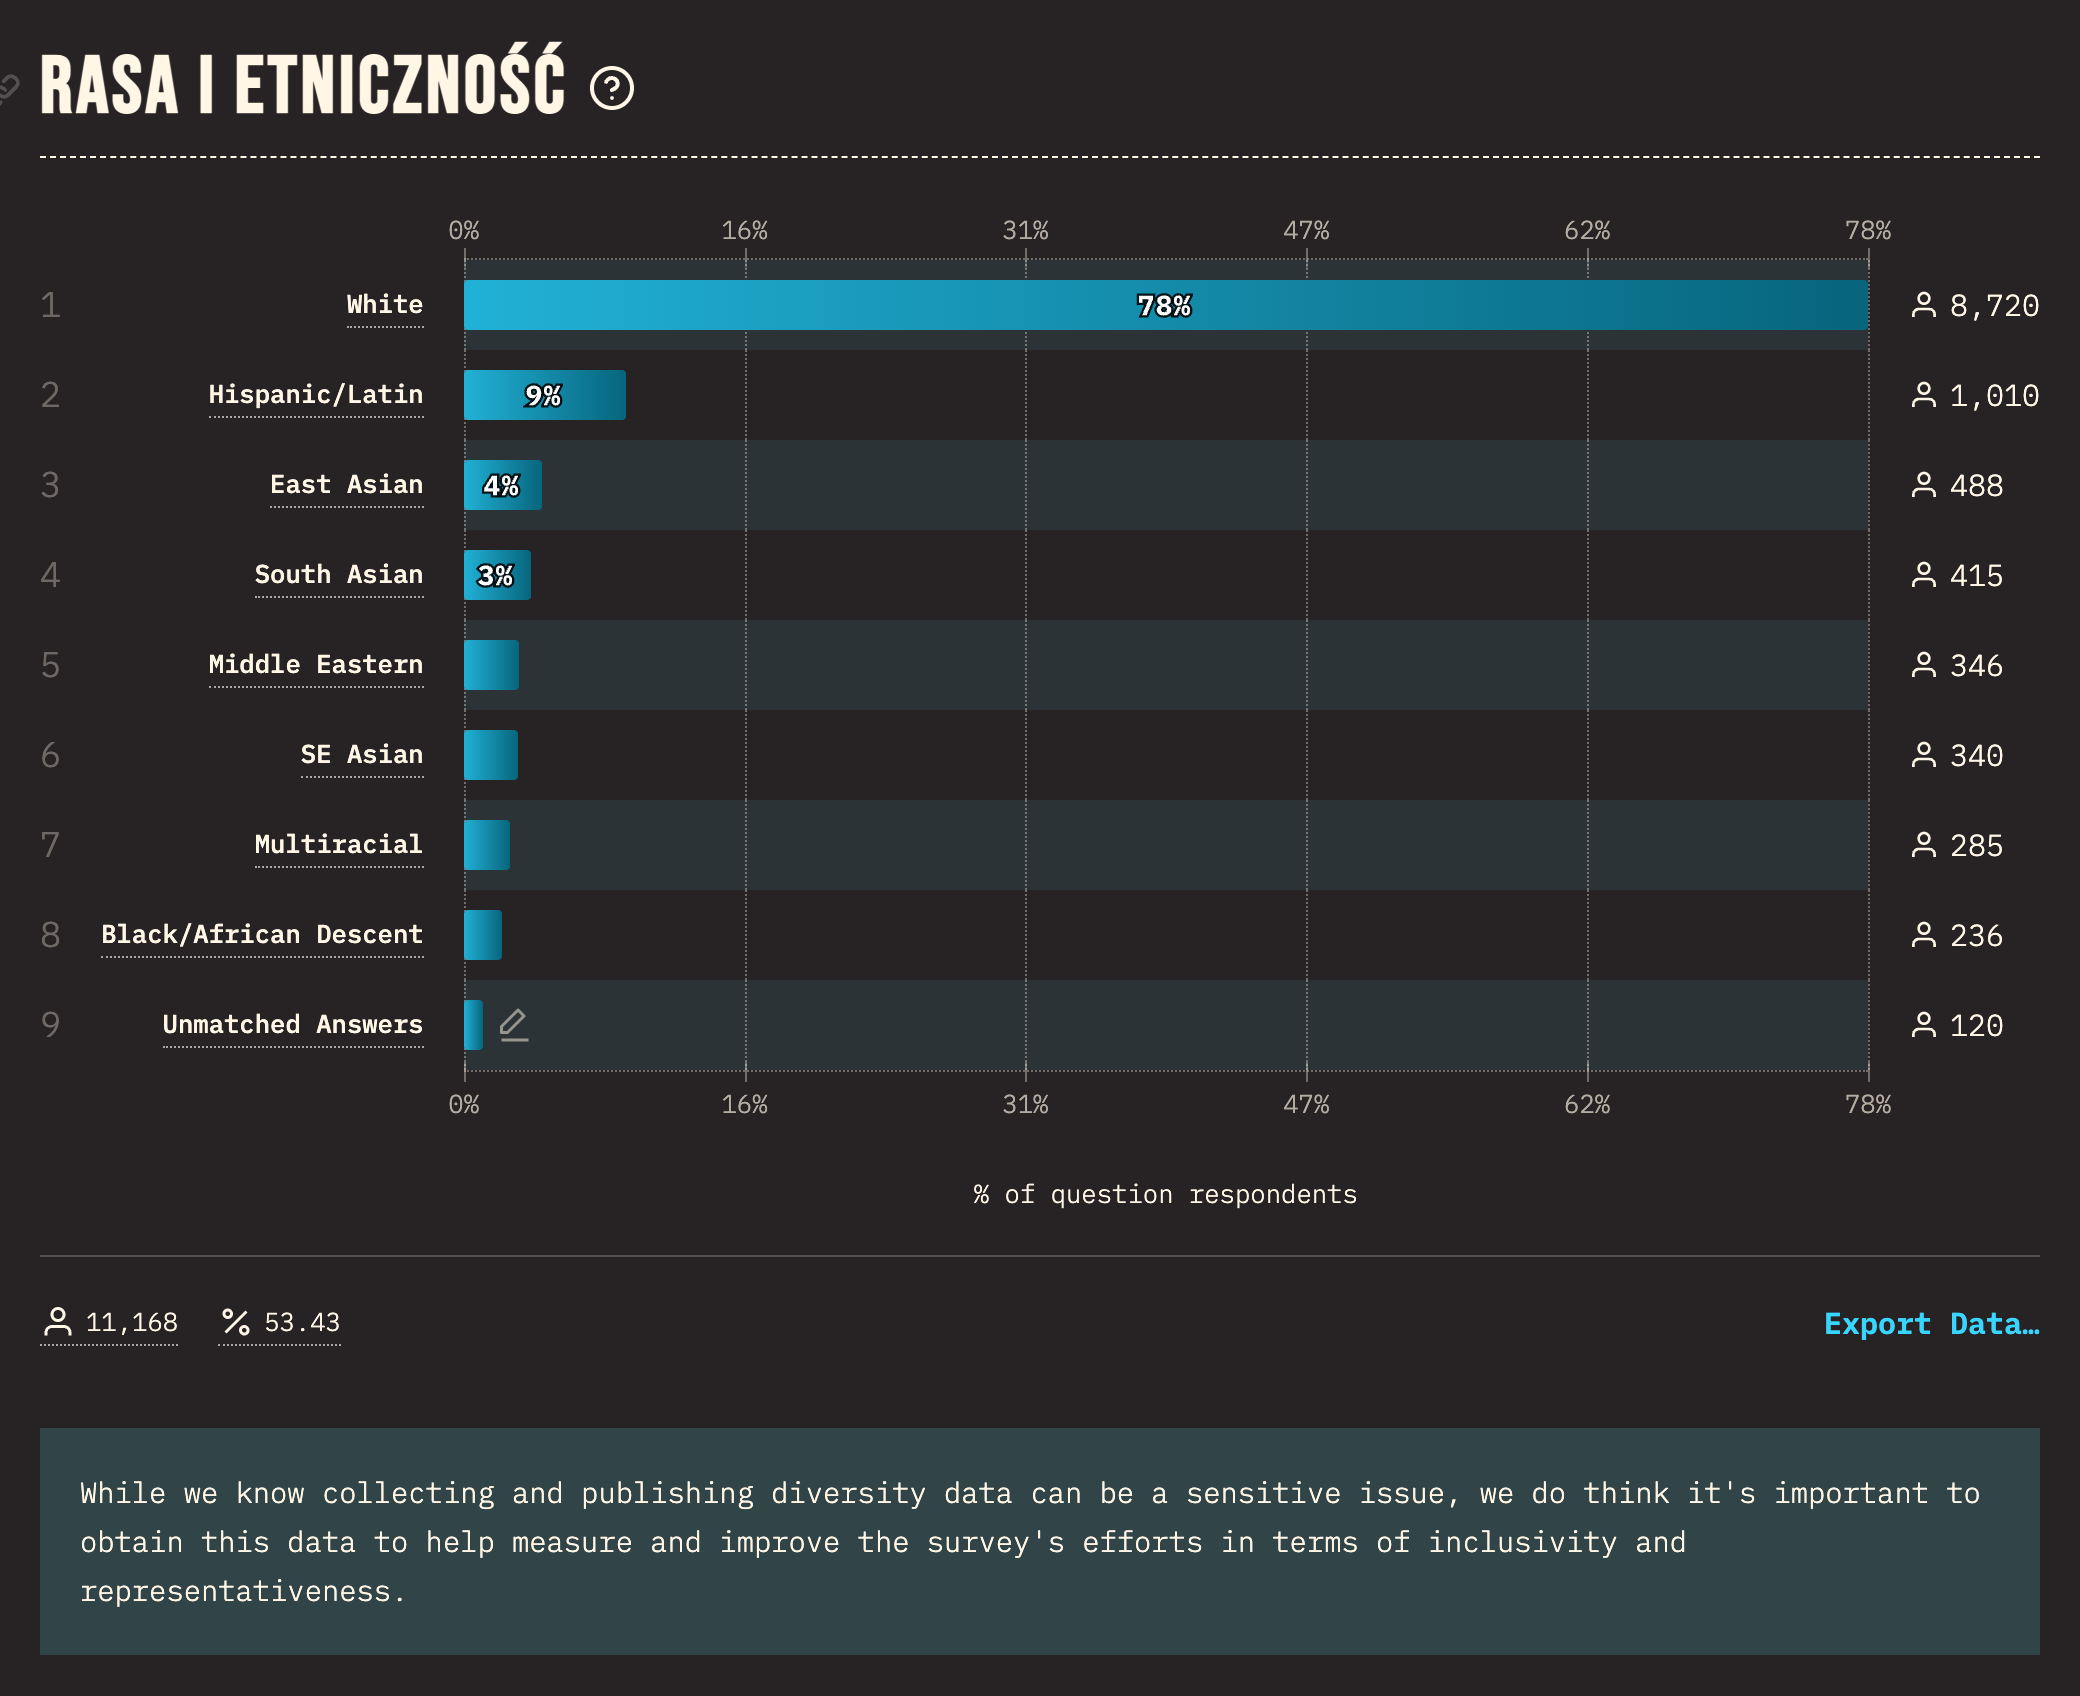 RASA I ETNICZNOŚĆ
0% 16% 31% 47% 62% 78%
1 White 78% 8,720
2 Hispanic/Latin 9% 1,010
3 East Asian 4% 488
4 South Asian 3% 415
5 Middle Eastern 346
6 SE Asian 340
7 Multiracial 285
8 Black/African Descent 236
9 Unmatched Answers 120
0% 16% 31% 47% 62% 78%
% of question respondents
11,168 % 53.43 Export Data…
While we know collecting and publishing diversity data can be a sensitive issue, we do think it's important to
obtain this data to help measure and improve the survey's efforts in terms of inclusivity and
representativeness.